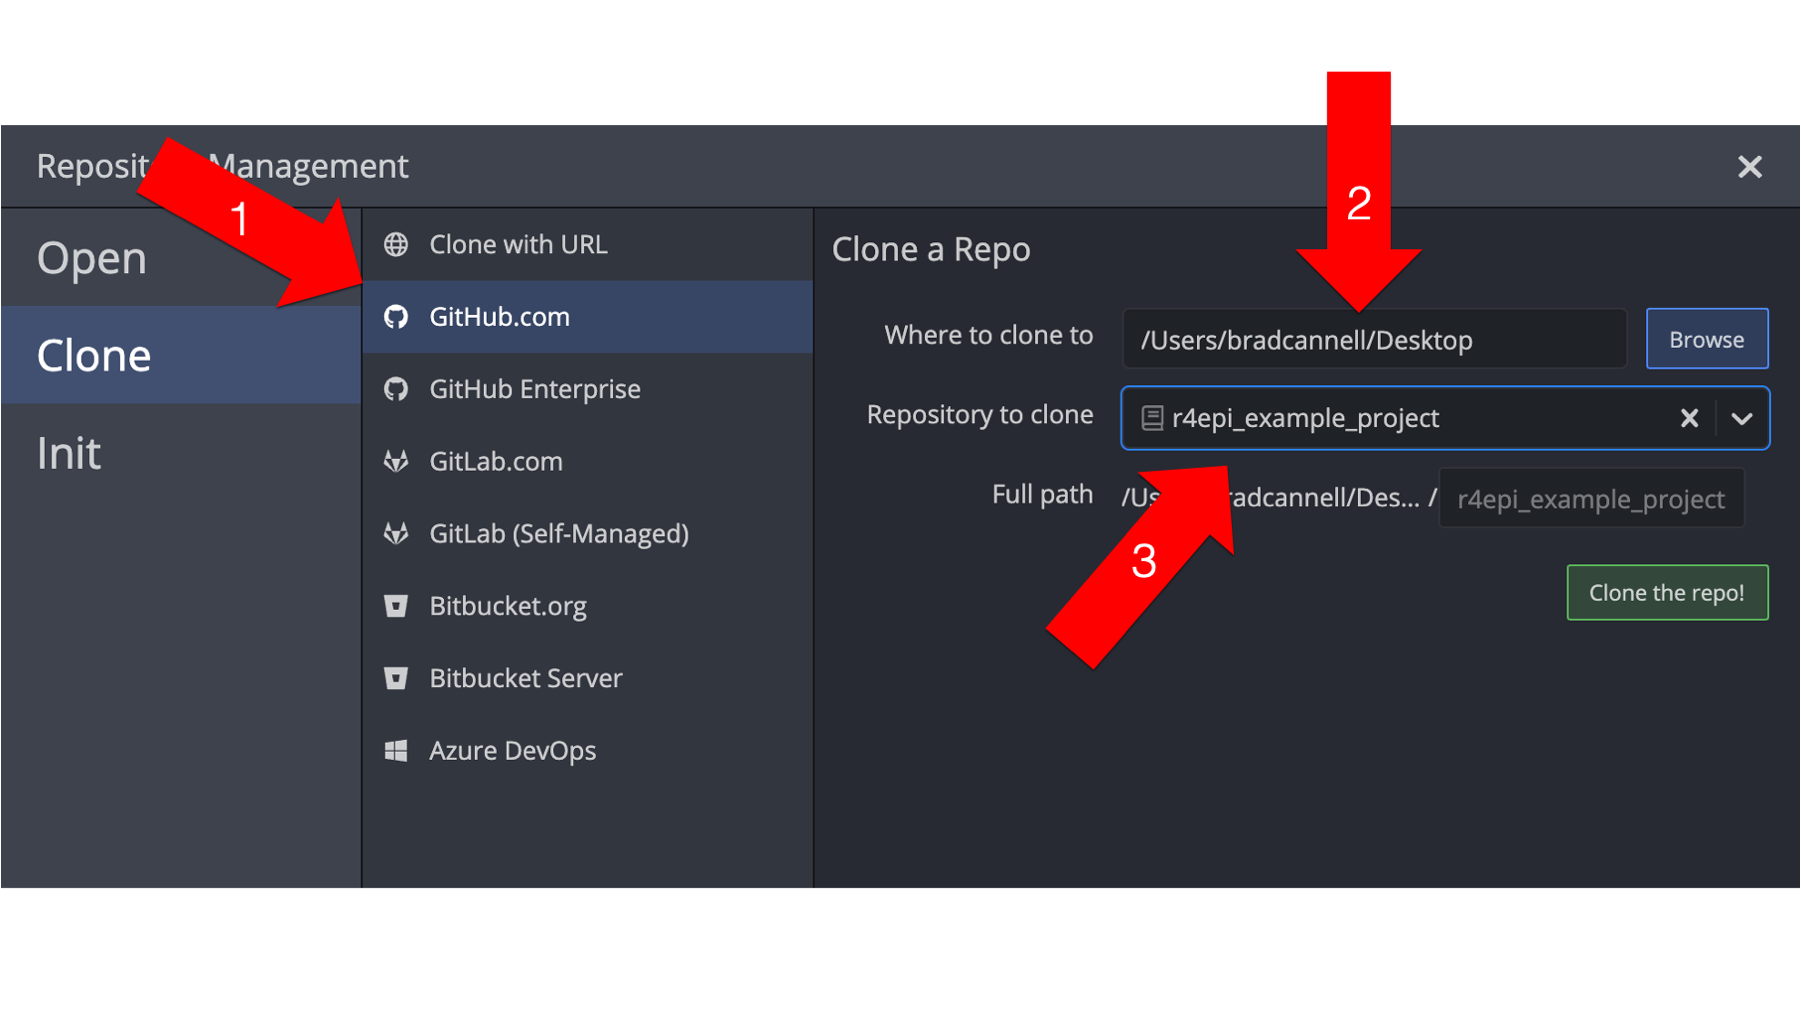 Reposit Management
1
2
Open
Clone
Init
Clone with URL
GitHub.com
GitHub Enterprise
GitLab.com
GitLab (Self-Managed)
Bitbucket.org
Bitbucket Server
Azure DevOps
Clone a Repo
Where to clone to
/Users/bradcannell/Desktop
Browse
Repository to clone
r4epi_example_project
Full path
/Us radcannell/Des... /
r4epi_example_project
3
Clone the repo!